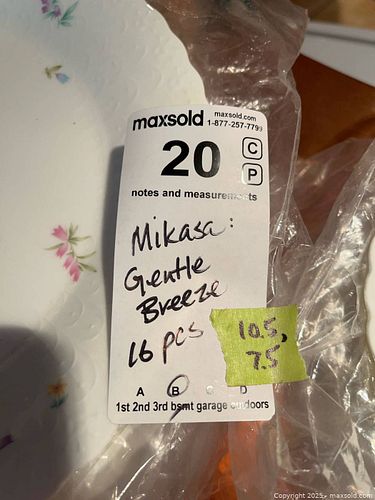 maxsold maxsold.com
1-877-257-7799
20 C
P
notes and measurements
Mikasa:
Gentle
Breeze
16 pcs
10.5,
7.5
A B C D
1st 2nd 3rd bsmt garage outdoors
Copyright 2025 - maxsold.com